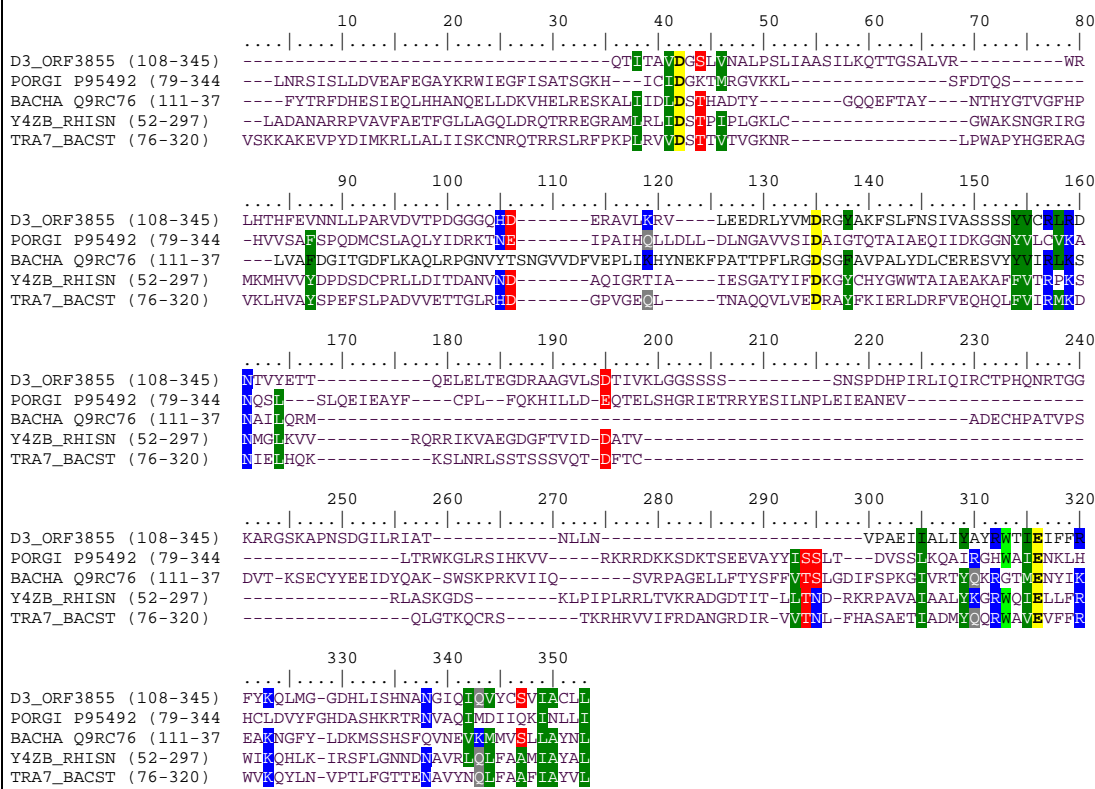 10 20 30 40 50 60 70 80
....|....|....|....|....|....|....|....|....|....|....|....|....|....|....|....|
D3_ORF3855 (108-345) -----------------------------------QTITAVDGSLVNALPSLIAASILKQTTGSALVR----------WR
PORGI P95492 (79-344 ---LNRSISLLDVEAFEGAYKRWIEGFISATSGKH---ICIDGKTMRGVKKL---------------SFDTQS-------
BACHA Q9RC76 (111-37 ----FYTRFDHESIEQLHHANQELLDKVHELRESKALIIDLDSTHADTY--------GQQEFTAY----NTHYGTVGFHP
Y4ZB_RHISN (52-297) --LADANARRPVAVFAETFGLLAGQLDRQTRREGRAMLRLIDSTPIPLGKLC-----------------GWAKSNGRIRG
TRA7_BACST (76-320) VSKKAKEVPYDIMKRLLALIISKCNRQTRRSLRFPKPLRVVDSTTVTVGKNR----------------LPWAPYHGERAG
90 100 110 120 130 140 150 160
....|....|....|....|....|....|....|....|....|....|....|....|....|....|....|....|
D3_ORF3855 (108-345) LHTHFEVNNLLPARVDVTPDGGGQHD-------ERAVLKRV----LEEDRLYVMDRGYAKFSLFNSIVASSSSYVCRLRD
PORGI P95492 (79-344 -HVVSAFSPQDMCSLAQLYIDRKTNE-------IPAIHQLLDLL-DLNGAVVSIDAIGTQTAIAEQIIDKGGNYVLCVKA
BACHA Q9RC76 (111-37 ---LVAFDGITGDFLKAQLRPGNVYTSNGVVDFVEPLIKHYNEKFPATTPFLRGDSGFAVPALYDLCERESVYYVIRLKS
Y4ZB_RHISN (52-297) MKMHVVYDPDSDCPRLLDITDANVND-------AQIGRTIA----IESGATYIFDKGYCHYGWWTAIAEAKAFFVTRPKS
TRA7_BACST (76-320) VKLHVAYSPEFSLPADVVETTGLRHD-------GPVGEQL-----TNAQQVLVEDRAYFKIERLDRFVEQHQLFVIRMKD
170 180 190 200 210 220 230 240
....|....|....|....|....|....|....|....|....|....|....|....|....|....|....|....|
D3_ORF3855 (108-345) NTVYETT-----------QELELTEGDRAAGVLSDTIVKLGGSSSS----------SNSPDHPIRLIQIRCTPHQNRTGG
PORGI P95492 (79-344 NQSL---SLQEIEAYF----CPL--FQKHILLD-EQTELSHGRIETRRYESILNPLEIEANEV-----------------
BACHA Q9RC76 (111-37 NAILQRM--------------------------------------------------------------ADECHPATVPS
Y4ZB_RHISN (52-297) NMGLKVV---------RQRRIKVAEGDGFTVID-DATV------------------------------------------
TRA7_BACST (76-320) NIELHQK-----------KSLNRLSSTSSSVQT-DFTC------------------------------------------
250 260 270 280 290 300 310 320
....|....|....|....|....|....|....|....|....|....|....|....|....|....|....|....|
D3_ORF3855 (108-345) KARGSKAPNSDGILRIAT------------NLLN-------------------------VPAEIIALIYAYRWTIEIFFR
PORGI P95492 (79-344 ---------------LTRWKGLRSIHKVV-----RKRRDKKSDKTSEEVAYYISSLT---DVSSLKQAIRGHWAIENKLH
BACHA Q9RC76 (111-37 DVT-KSECYYEEIDYQAK-SWSKPRKVIIQ-------SVRPAGELLFTYSFFVTSLGDIFSPKGIVRTYQKRGTMENYIK
Y4ZB_RHISN (52-297) --------------RLASKGDS--------KLPIPLRRLTVKRADGDTIT-LLTND-RKRPAVAIAALYKGRWQIELLFR
TRA7_BACST (76-320) ----------------QLGTKQCRS-------TKRHRVVIFRDANGRDIR-VVTNL-FHASAETIADMYQQRWAVEVFFR
330 340 350
....|....|....|....|....|....|...
D3_ORF3855 (108-345) FYKQLMG-GDHLISHNANGIQIQVYCSVIACLL
PORGI P95492 (79-344 HCLDVYFGHDASHKRTRNVAQIMDIIQKINLLI
BACHA Q9RC76 (111-37 EAKNGFY-LDKMSSHSFQVNEVKMMVSLLAYNL
Y4ZB_RHISN (52-297) WIKQHLK-IRSFLGNNDNAVRLQLFAAMIAYAL
TRA7_BACST (76-320) WVKQYLN-VPTLFGTTENAVYNQLFAAFIAYVL